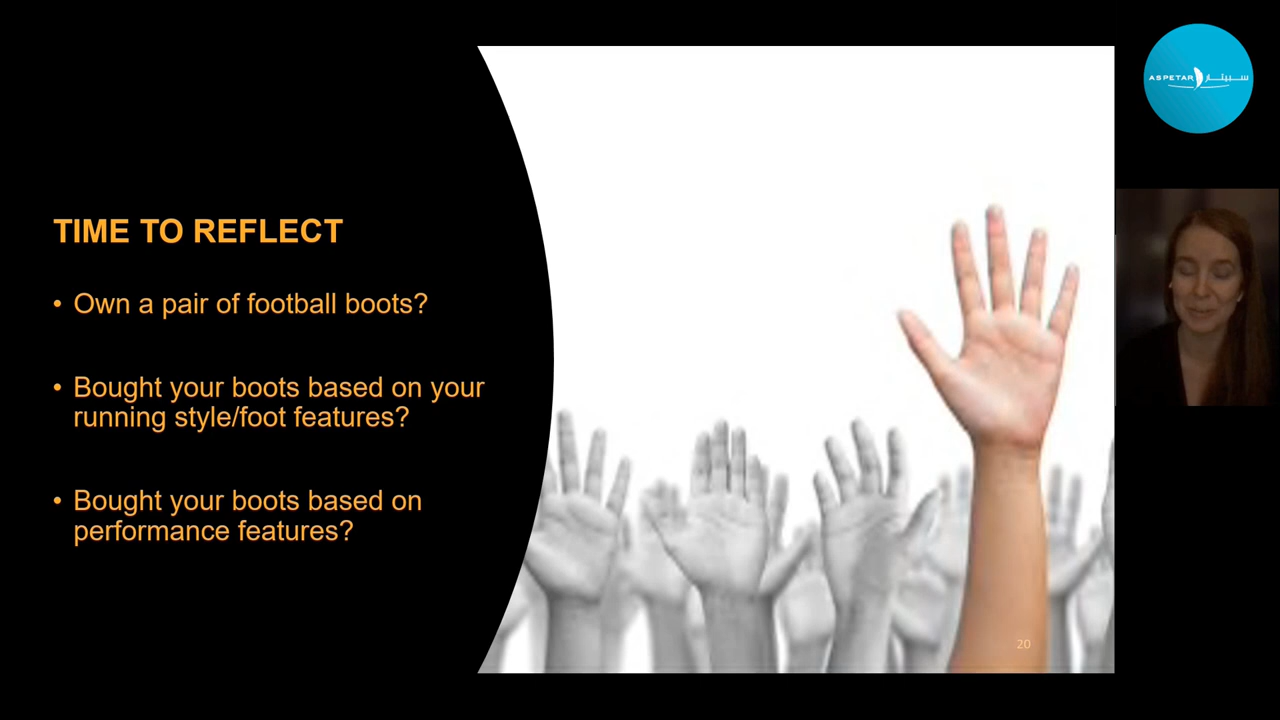 TIME TO REFLECT
• Own a pair of football boots?
• Bought your boots based on your
running style/foot features?
• Bought your boots based on
performance features?
20
ASPETAR سبيتار